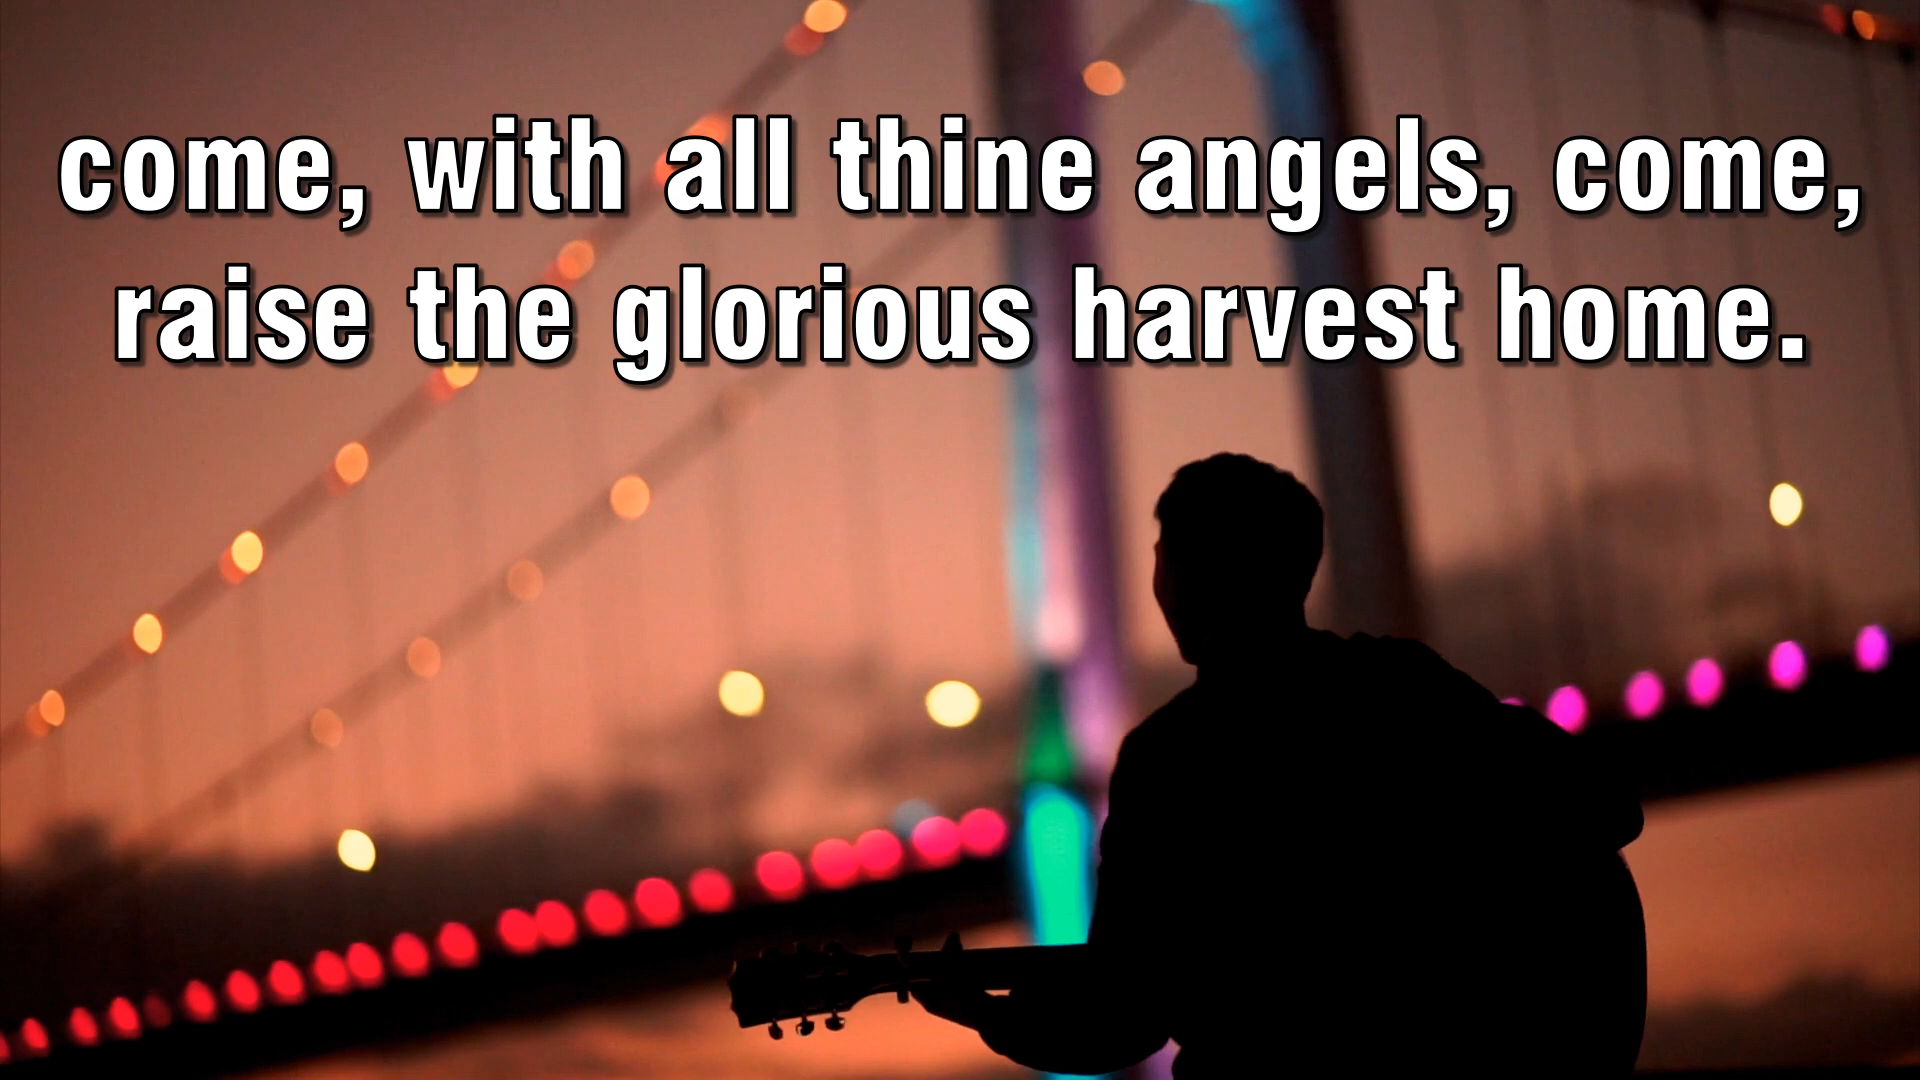 come, with all thine angels, come,
raise the glorious harvest home.